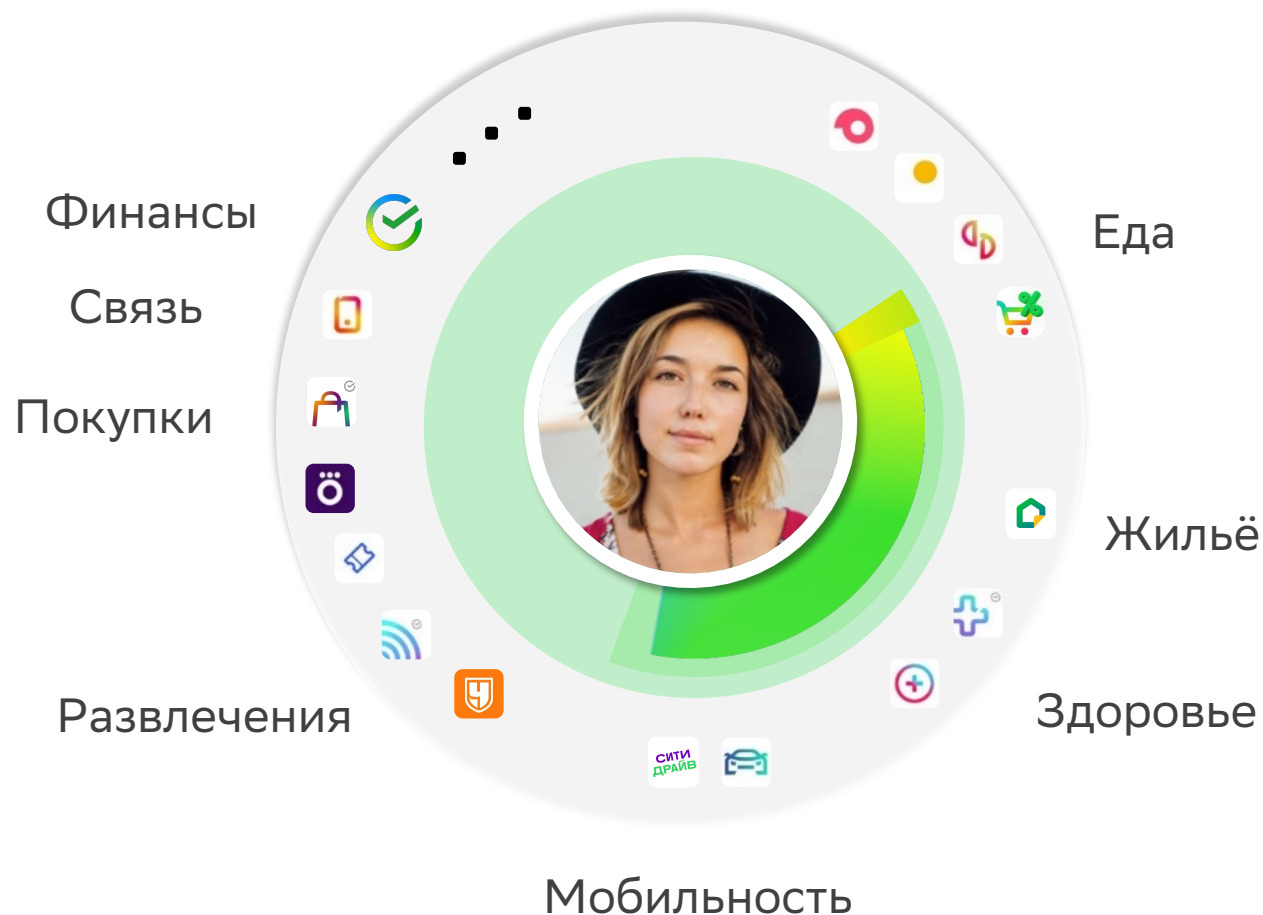 Финансы
Еда
Связь
Покупки
Жильё
Развлечения
Здоровье
СИТИ
ДРАЙВ
Мобильность